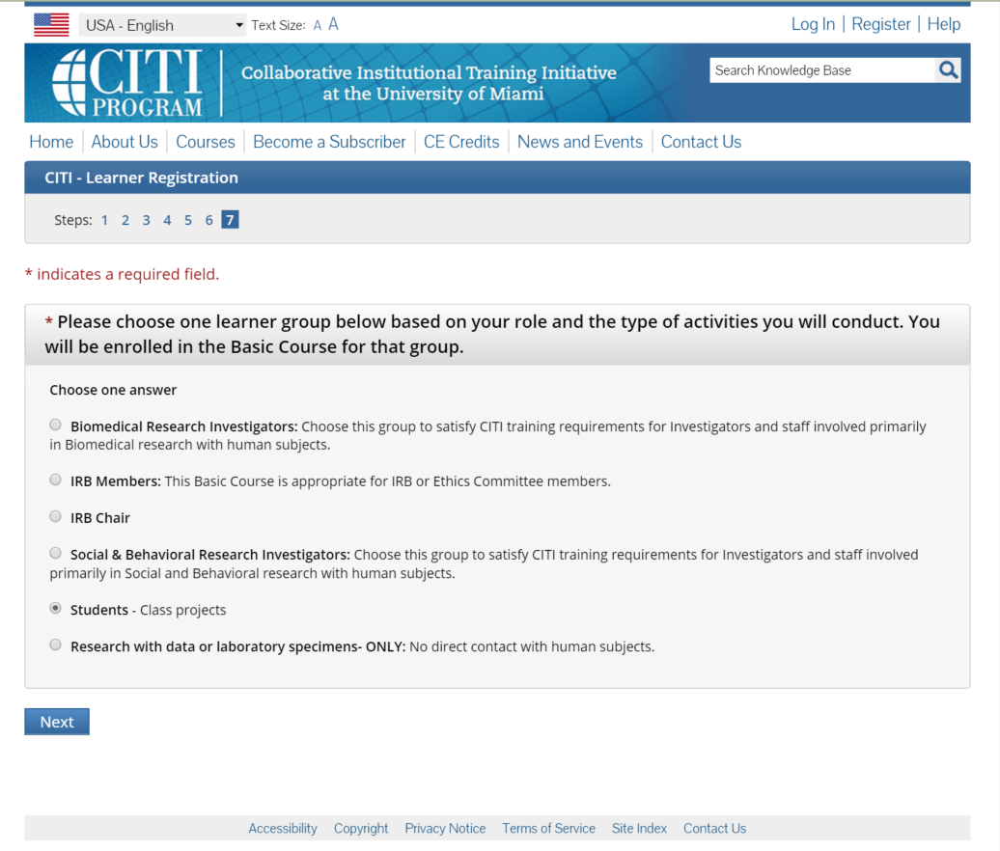 USA - English Text Size: A A Log In | Register | Help
CITI PROGRAM
Collaborative Institutional Training Initiative
at the University of Miami
Search Knowledge Base
Home About Us Courses Become a Subscriber CE Credits News and Events Contact Us
CITI - Learner Registration
Steps: 1 2 3 4 5 6 7
* indicates a required field.
* Please choose one learner group below based on your role and the type of activities you will conduct. You
will be enrolled in the Basic Course for that group.
Choose one answer
Biomedical Research Investigators: Choose this group to satisfy CITI training requirements for Investigators and staff involved primarily
in Biomedical research with human subjects.
IRB Members: This Basic Course is appropriate for IRB or Ethics Committee members.
IRB Chair
Social & Behavioral Research Investigators: Choose this group to satisfy CITI training requirements for Investigators and staff involved
primarily in Social and Behavioral research with human subjects.
Students - Class projects
Research with data or laboratory specimens- ONLY: No direct contact with human subjects.
Next
Accessibility Copyright Privacy Notice Terms of Service Site Index Contact Us